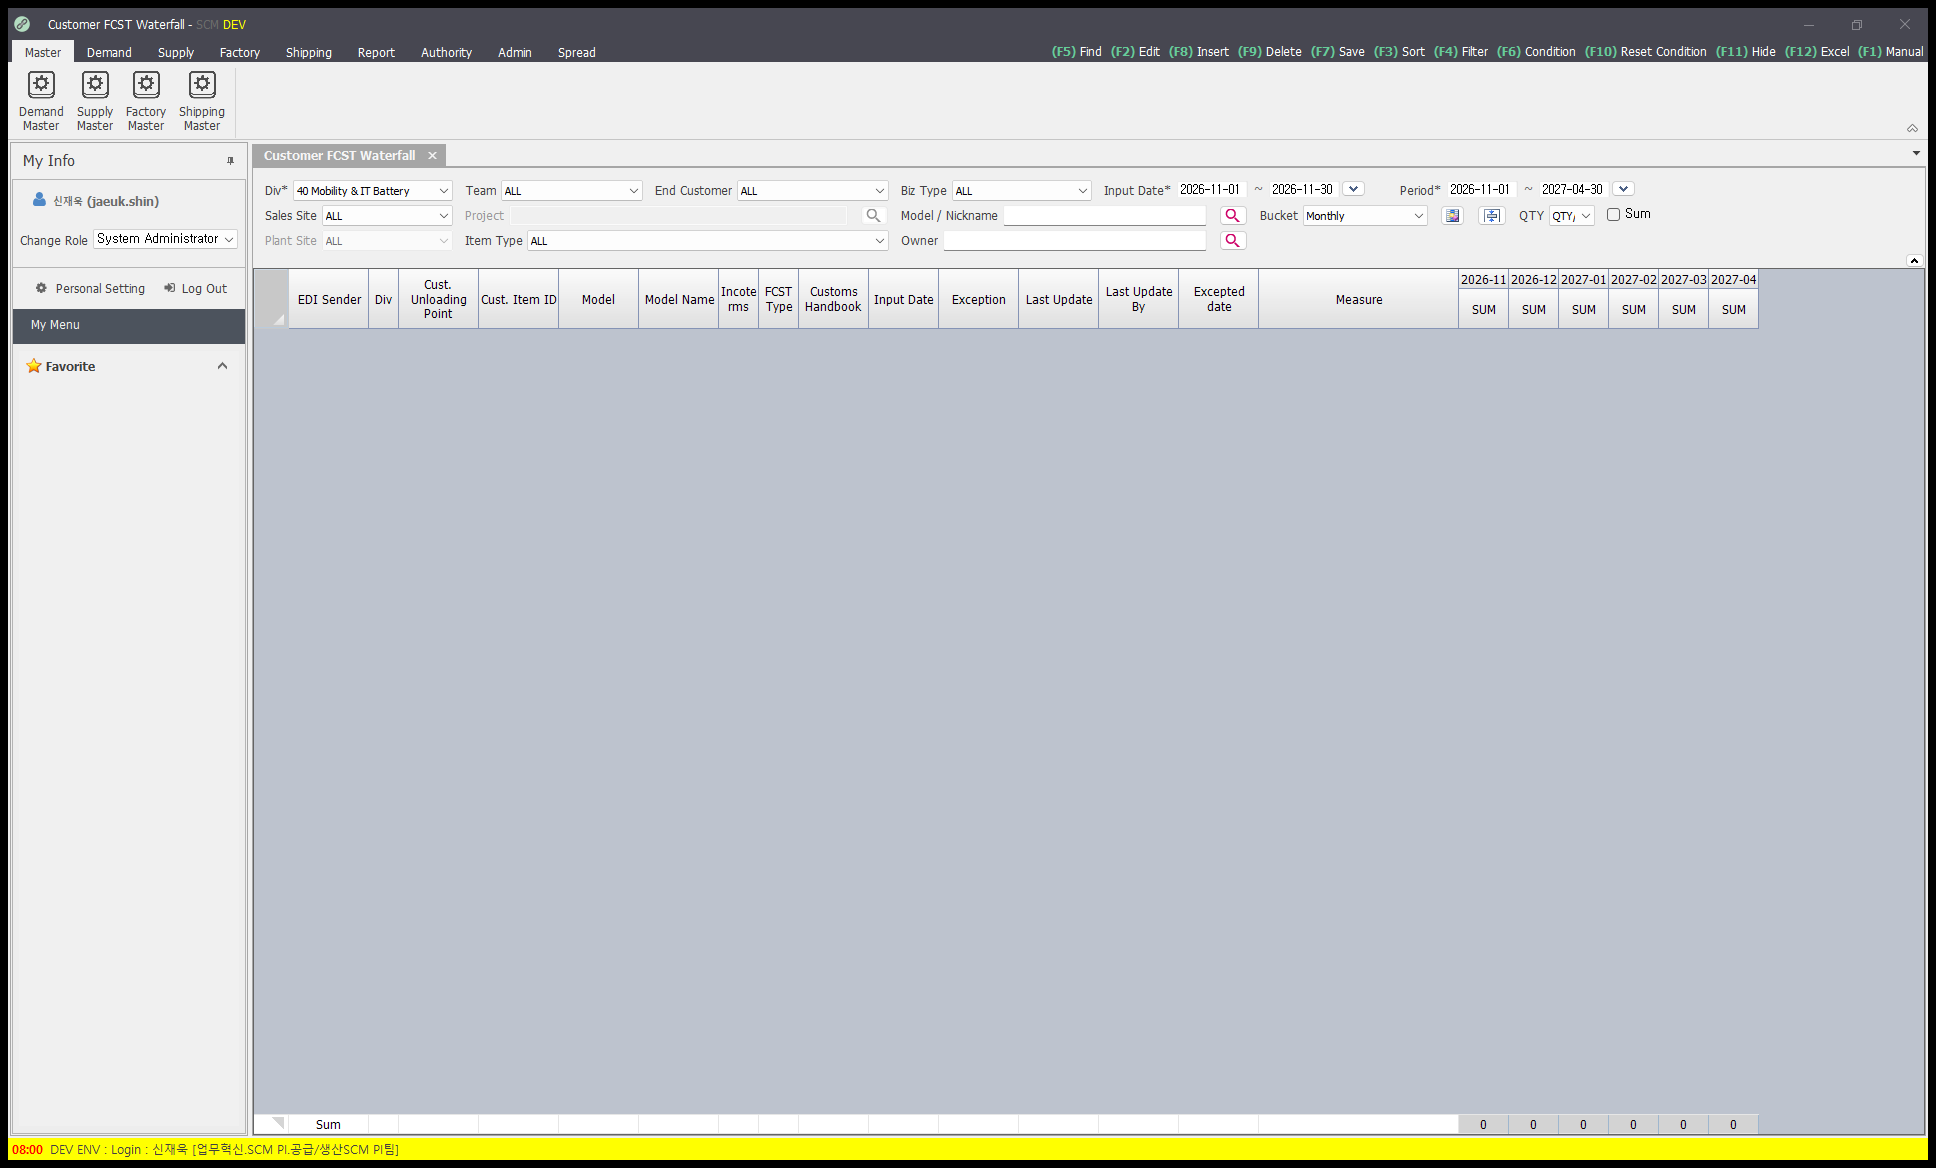 Customer FCST Waterfall - SCM DEV
Master Demand Supply Factory Shipping Report Authority Admin Spread (F5) Find (F2) Edit (F8) Insert (F9) Delete (F7) Save (F3) Sort (F4) Filter (F6) Condition (F10) Reset Condition (F11) Hide (F12) Excel (F1) Manual
Demand Master
Supply Master
Factory Master
Shipping Master
My Info
신재욱 (jaeuk.shin)
Change Role System Administrator
Personal Setting Log Out
My Menu
Favorite
Customer FCST Waterfall
Div* 40 Mobility & IT Battery Team ALL End Customer ALL Biz Type ALL Input Date* 2026-11-01 ~ 2026-11-30 Period* 2026-11-01 ~ 2027-04-30
Sales Site ALL Project Model / Nickname Bucket Monthly QTY QTY/ Sum
Plant Site ALL Item Type ALL Owner
EDI Sender Div Cust. Unloading Point Cust. Item ID Model Model Name Incoterms FCST Type Customs Handbook Input Date Exception Last Update Last Update By Excepted date Measure 2026-11 2026-12 2027-01 2027-02 2027-03 2027-04
SUM SUM SUM SUM SUM SUM
Sum 0 0 0 0 0 0
08:00 DEV ENV : Login : 신재욱 [업무혁신.SCM PI.공급/생산SCM PI팀]